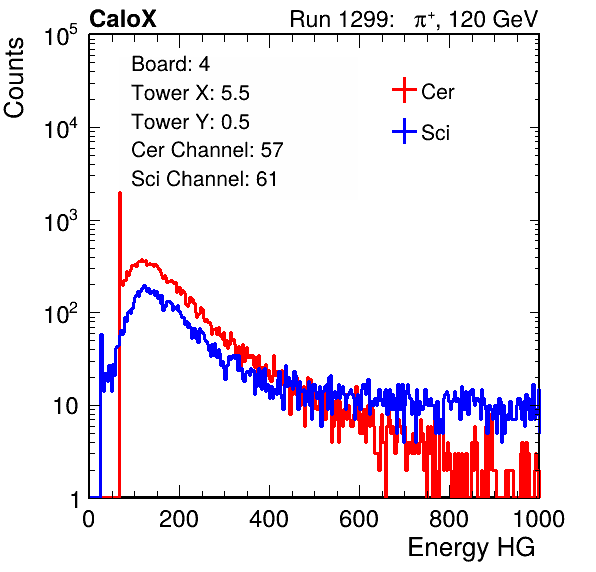 CaloX Run 1299: π⁺, 120 GeV
Counts
10⁵
10⁴
10³
10²
10
1
Board: 4
Tower X: 5.5
Tower Y: 0.5
Cer Channel: 57
Sci Channel: 61
Cer
Sci
0 200 400 600 800 1000
Energy HG